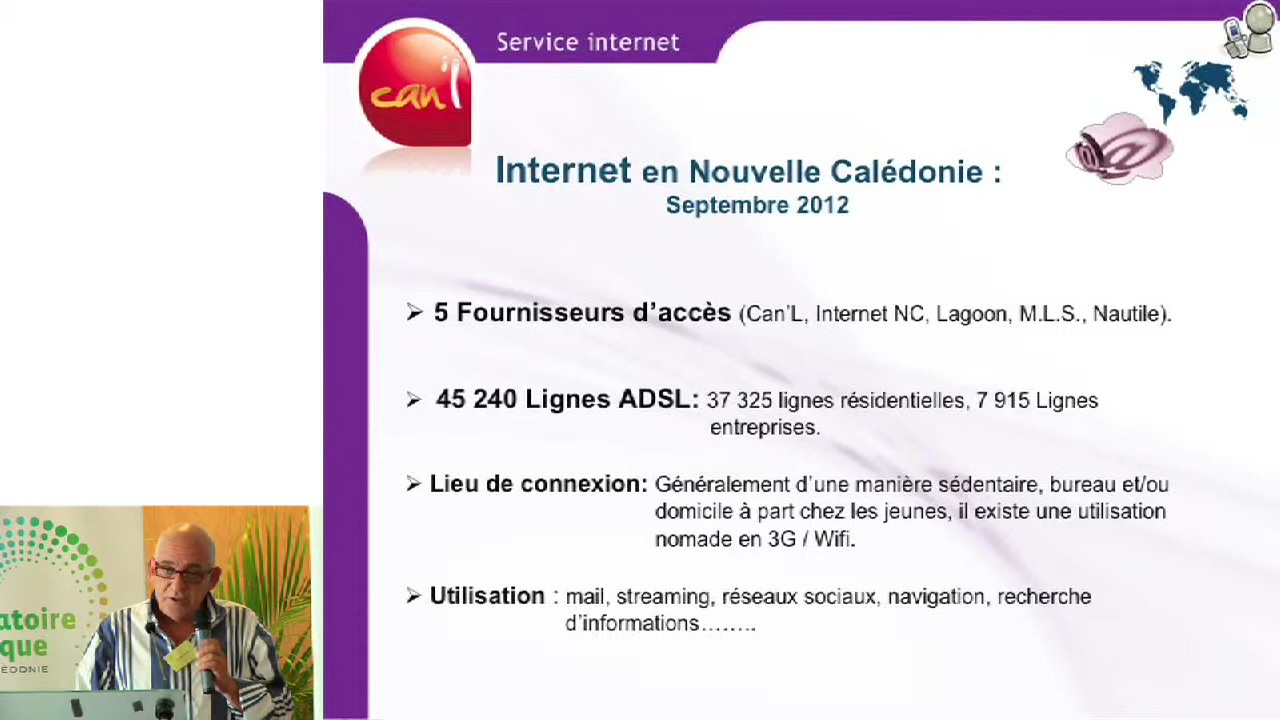 Service internet
can'l
Internet en Nouvelle Calédonie :
Septembre 2012
➢ 5 Fournisseurs d'accès (Can'L, Internet NC, Lagoon, M.L.S., Nautile).
➢ 45 240 Lignes ADSL: 37 325 lignes résidentielles, 7 915 Lignes
entreprises.
➢ Lieu de connexion: Généralement d'une manière sédentaire, bureau et/ou
domicile à part chez les jeunes, il existe une utilisation
nomade en 3G / Wifi.
➢ Utilisation : mail, streaming, réseaux sociaux, navigation, recherche
d'informations……..
atoire
que
ÉDONIE